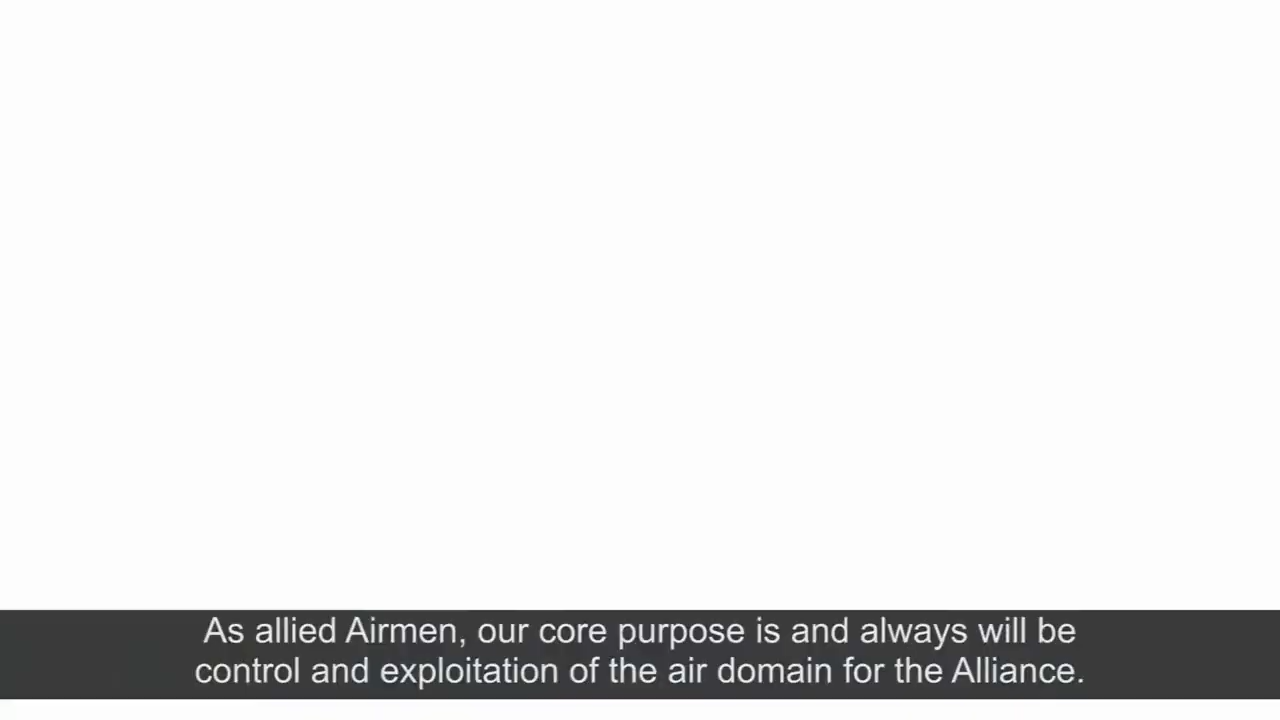 As allied Airmen, our core purpose is and always will be
control and exploitation of the air domain for the Alliance.